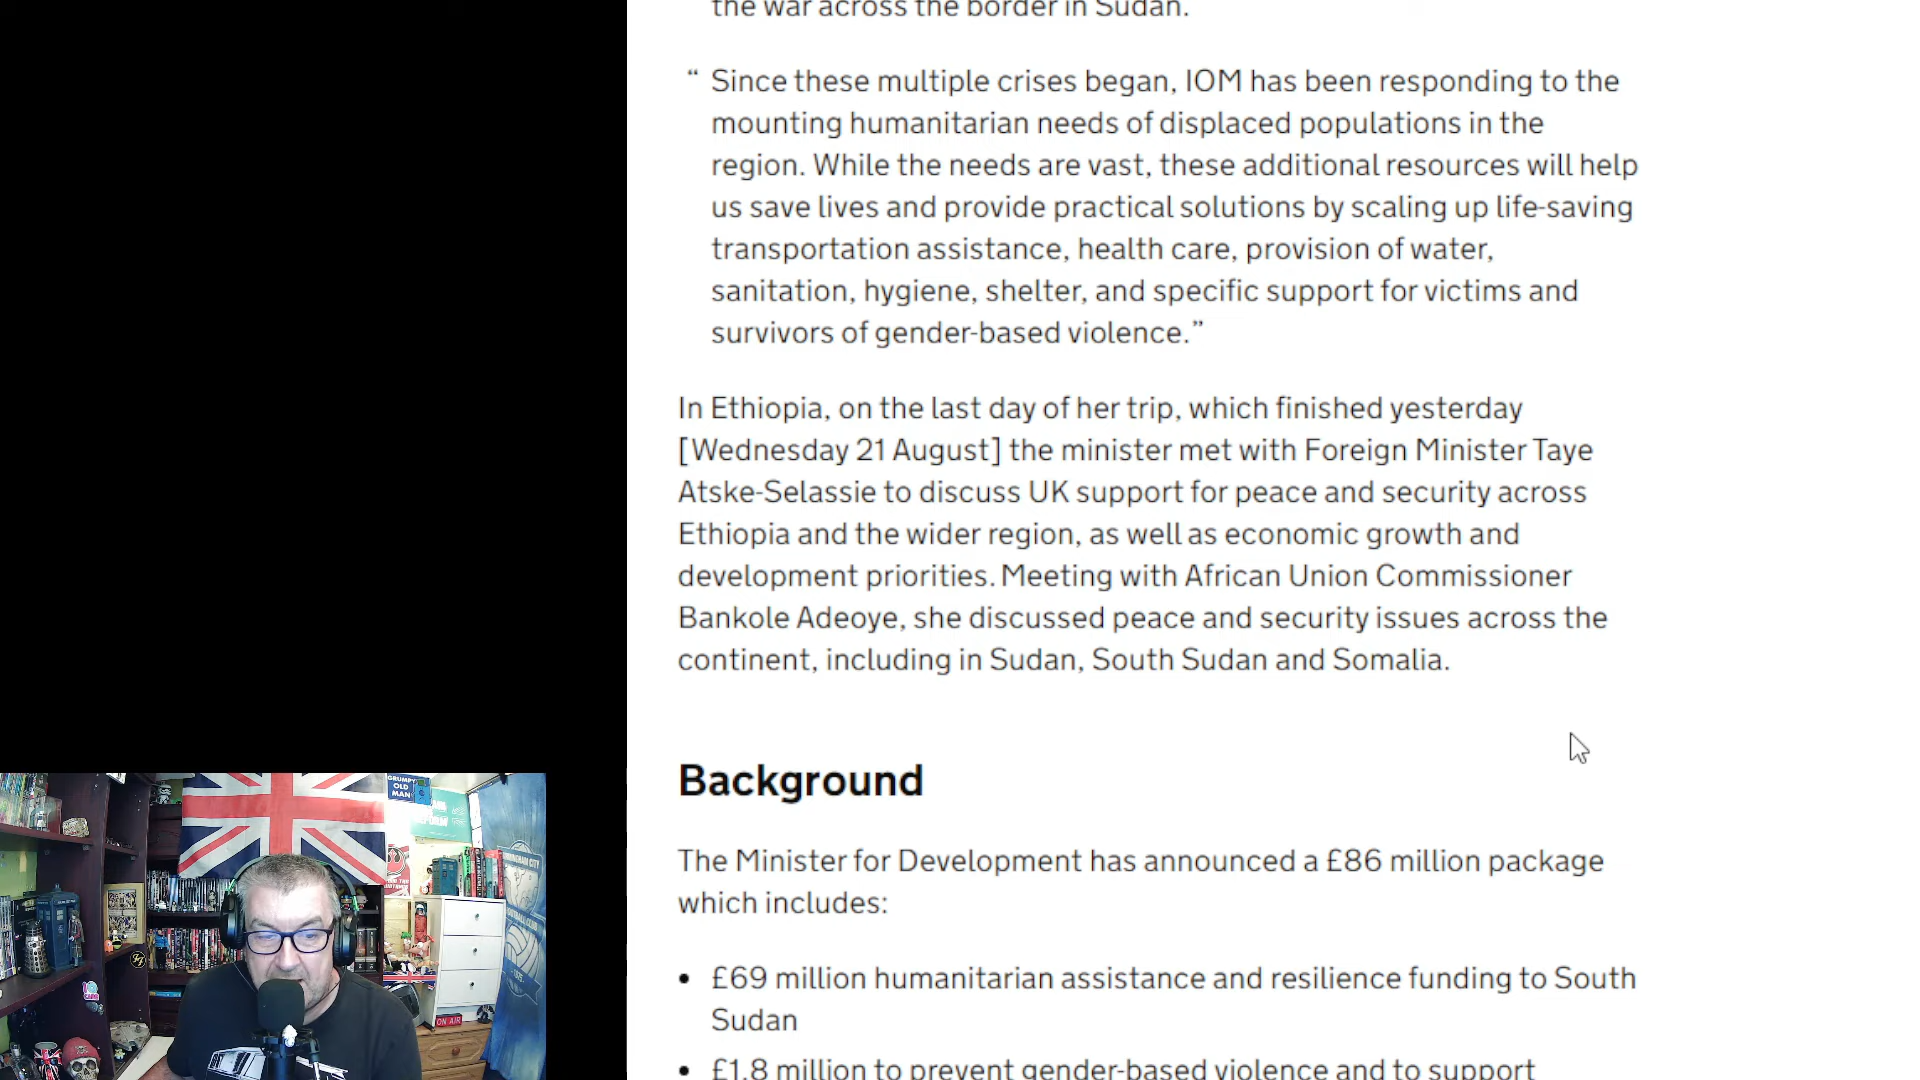 the war across the border in Sudan.
“ Since these multiple crises began, IOM has been responding to the
mounting humanitarian needs of displaced populations in the
region. While the needs are vast, these additional resources will help
us save lives and provide practical solutions by scaling up life-saving
transportation assistance, health care, provision of water,
sanitation, hygiene, shelter, and specific support for victims and
survivors of gender-based violence.”
In Ethiopia, on the last day of her trip, which finished yesterday
[Wednesday 21 August] the minister met with Foreign Minister Taye
Atske-Selassie to discuss UK support for peace and security across
Ethiopia and the wider region, as well as economic growth and
development priorities. Meeting with African Union Commissioner
Bankole Adeoye, she discussed peace and security issues across the
continent, including in Sudan, South Sudan and Somalia.
Background
The Minister for Development has announced a £86 million package
which includes:
• £69 million humanitarian assistance and resilience funding to South
Sudan
• £1.8 million to prevent gender-based violence and to support
GRUMPY
OLD
MAN
ON AIR